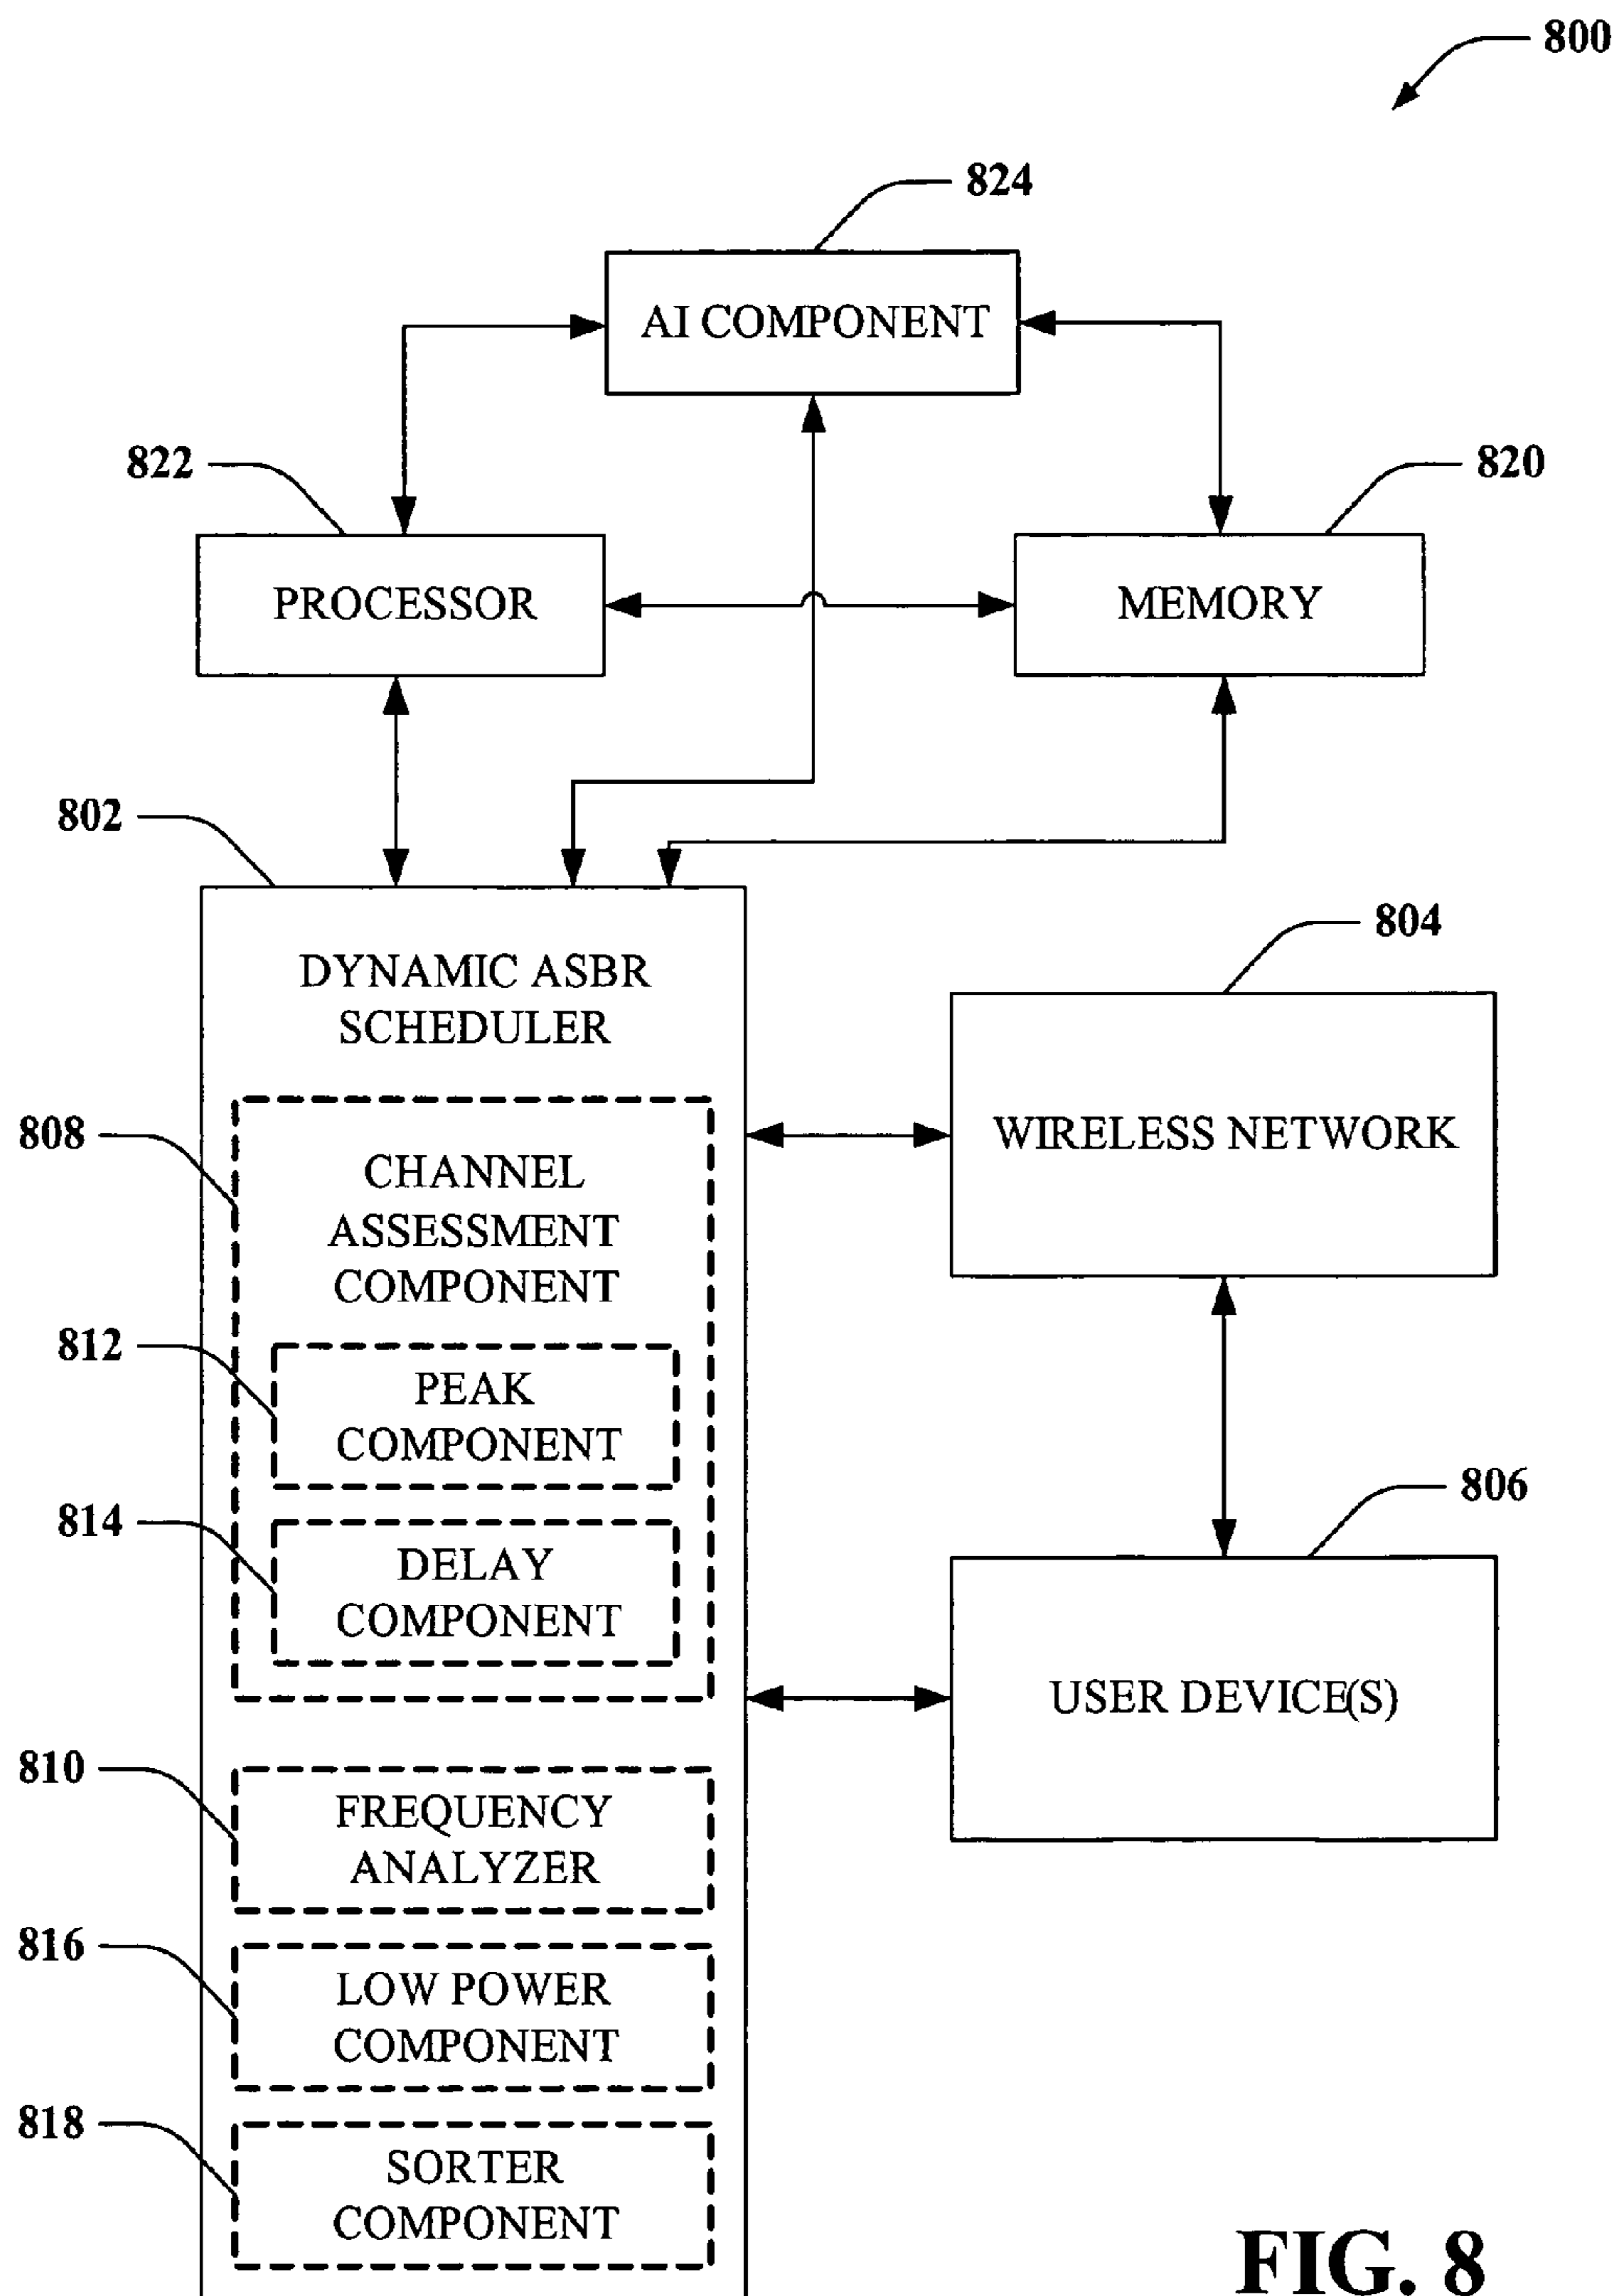 800
824
AI COMPONENT
822
820
PROCESSOR
MEMORY
802
804
DYNAMIC ASBR
SCHEDULER
808
WIRELESS NETWORK
CHANNEL
ASSESSMENT
COMPONENT
812
PEAK
COMPONENT
806
814
DELAY
COMPONENT
USER DEVICE(S)
810
FREQUENCY
ANALYZER
816
LOW POWER
COMPONENT
818
SORTER
COMPONENT
FIG. 8